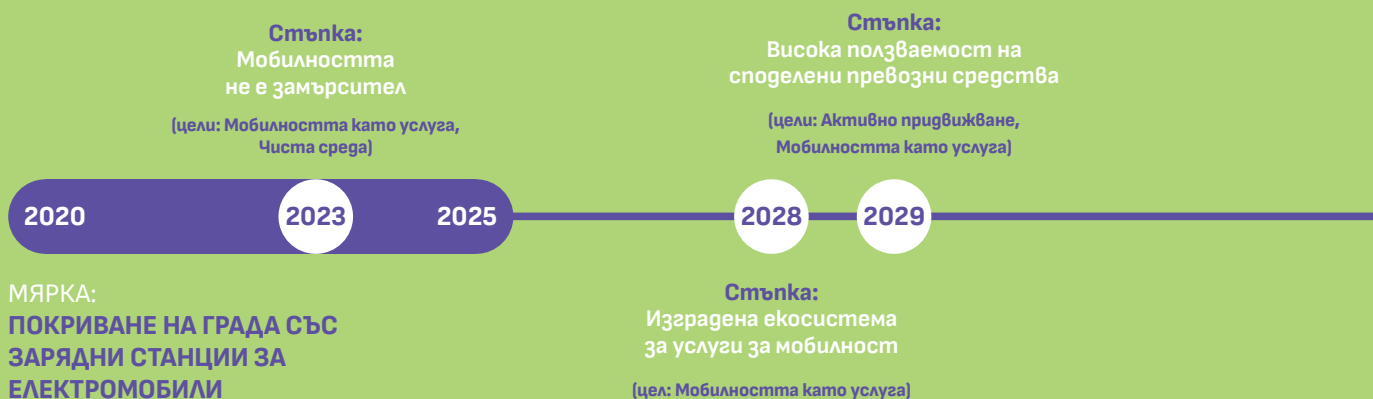 Стъпка:
Мобилността
не е замърсител
(цели: Мобилността като услуга,
Чиста среда)
Стъпка:
Висока ползваемост на
споделени превозни средства
(цели: Активно придвижване,
Мобилността като услуга)
2020
2023
2025
2028
2029
МЯРКА:
ПОКРИВАНЕ НА ГРАДА СЪС
ЗАРЯДНИ СТАНЦИИ ЗА
ЕЛЕКТРОМОБИЛИ
Стъпка:
Изградена екосистема
за услуги за мобилност
(цел: Мобилността като услуга)